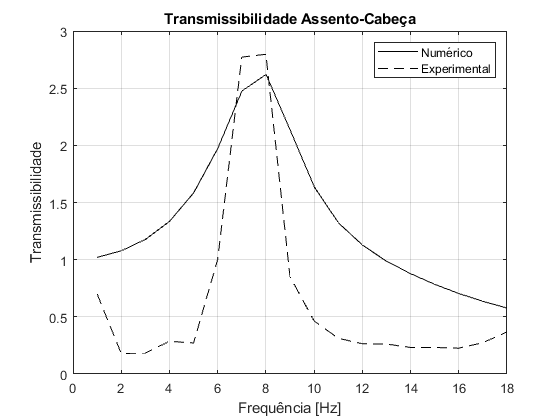 Transmissibilidade Assento-Cabeça
3
Numérico
Experimental
2.5
2
1.5
1
0.5
0
Transmissibilidade
0 2 4 6 8 10 12 14 16 18
Frequência [Hz]